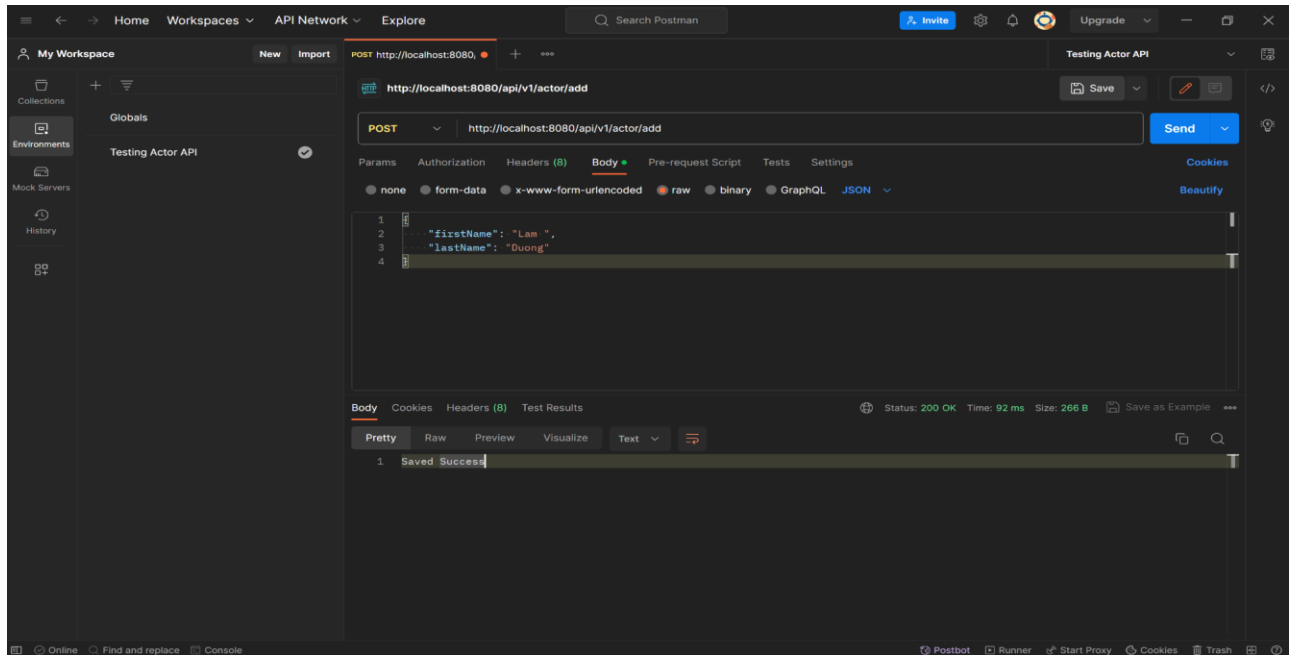 Home Workspaces API Network Explore Search Postman Invite Upgrade
My Workspace New Import POST http://localhost:8080, Testing Actor API
Collections
Environments
Mock Servers
History
Globals
Testing Actor API
HTTP http://localhost:8080/api/v1/actor/add Save
POST http://localhost:8080/api/v1/actor/add Send
Params Authorization Headers (8) Body Pre-request Script Tests Settings Cookies
none form-data x-www-form-urlencoded raw binary GraphQL JSON Beautify
1 {
2 "firstName": "Lam ",
3 "lastName": "Duong"
4 }
Body Cookies Headers (8) Test Results Status: 200 OK Time: 92 ms Size: 266 B Save as Example
Pretty Raw Preview Visualize Text
1 Saved Success
Online Find and replace Console Postbot Runner Start Proxy Cookies Trash